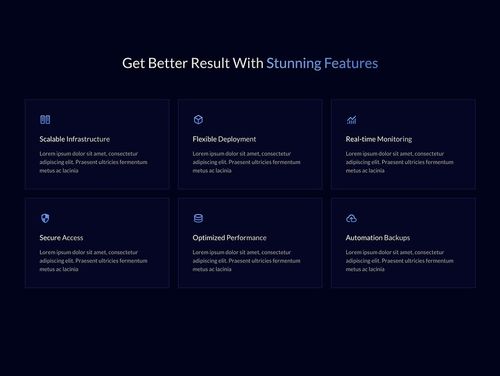 Get Better Result With Stunning Features
Scalable Infrastructure
Lorem ipsum dolor sit amet, consectetur
adipiscing elit. Praesent ultricies fermentum
metus ac lacinia
Flexible Deployment
Lorem ipsum dolor sit amet, consectetur
adipiscing elit. Praesent ultricies fermentum
metus ac lacinia
Real-time Monitoring
Lorem ipsum dolor sit amet, consectetur
adipiscing elit. Praesent ultricies fermentum
metus ac lacinia
Secure Access
Lorem ipsum dolor sit amet, consectetur
adipiscing elit. Praesent ultricies fermentum
metus ac lacinia
Optimized Performance
Lorem ipsum dolor sit amet, consectetur
adipiscing elit. Praesent ultricies fermentum
metus ac lacinia
Automation Backups
Lorem ipsum dolor sit amet, consectetur
adipiscing elit. Praesent ultricies fermentum
metus ac lacinia